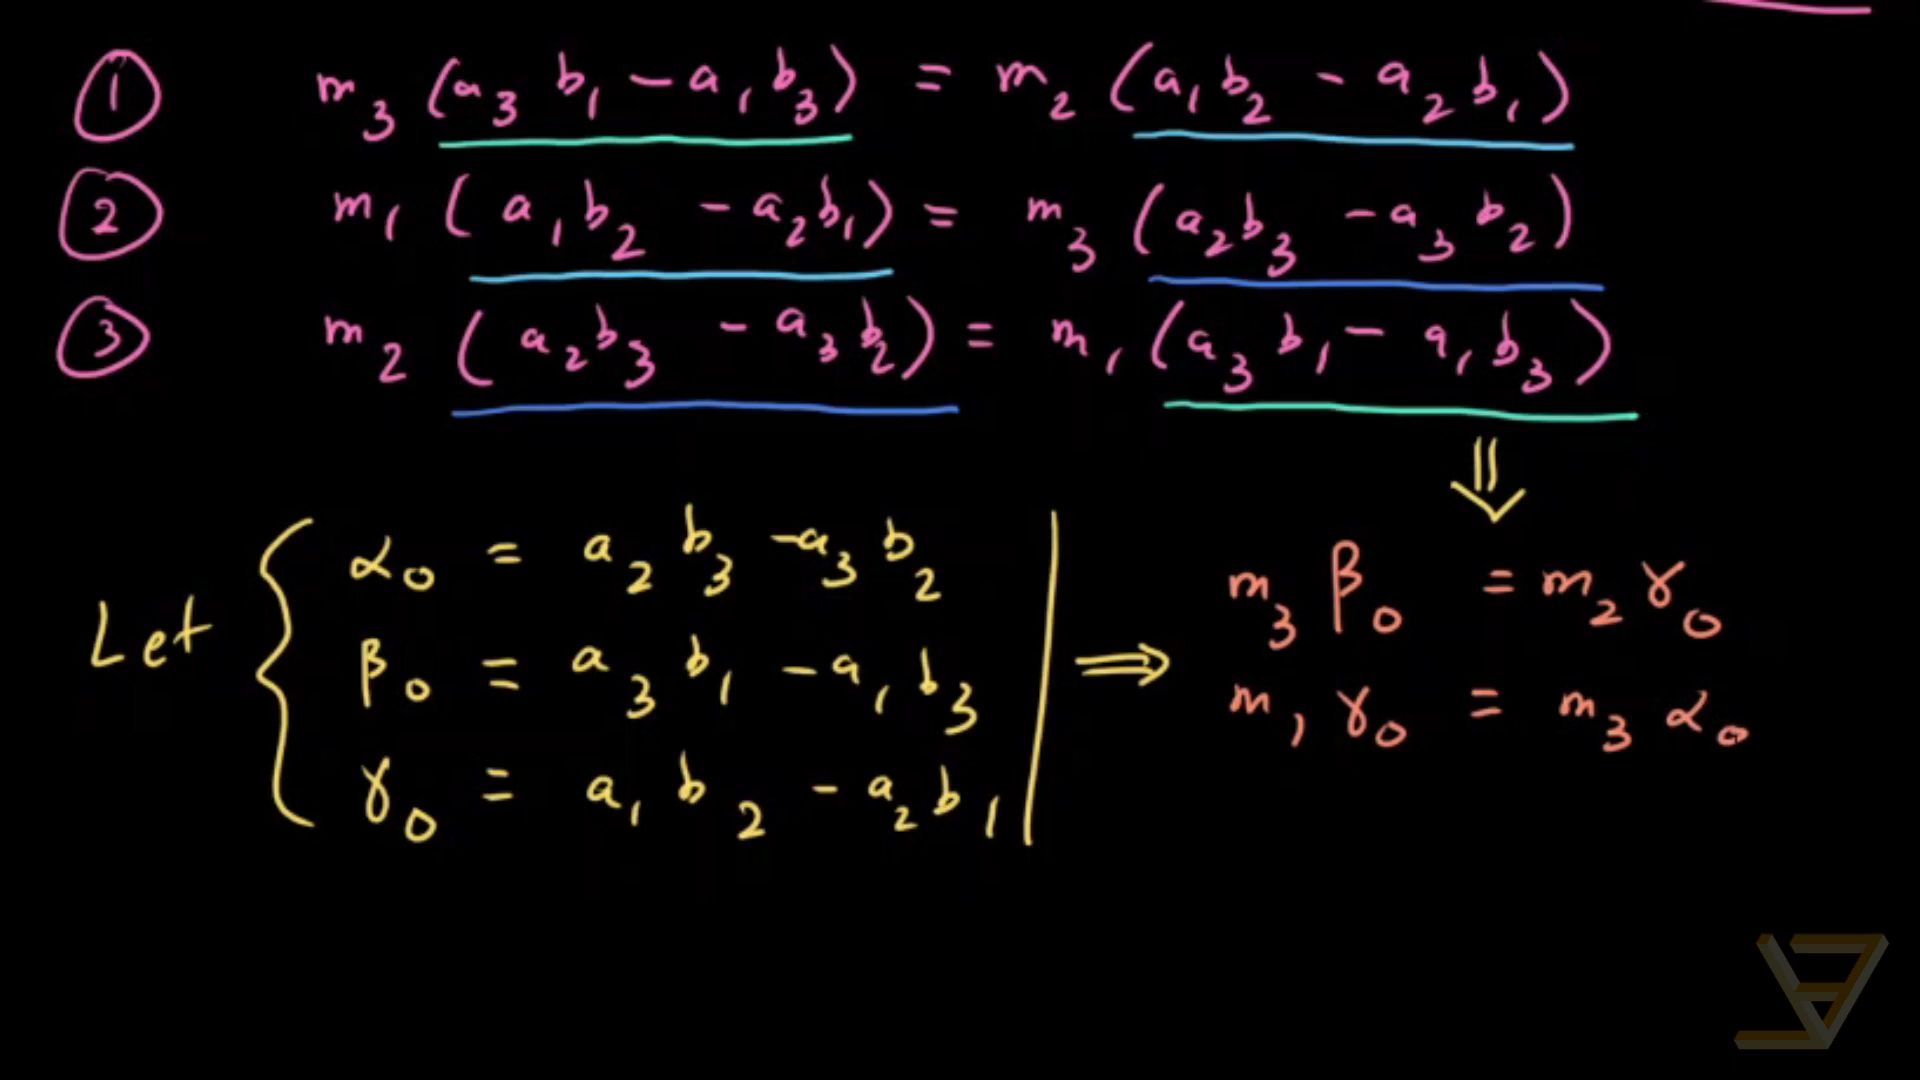 ① m₃ (a₃ b₁ − a₁ b₃) = m₂ (a₁ b₂ − a₂ b₁)
② m₁ (a₁ b₂ − a₂ b₁) = m₃ (a₂ b₃ − a₃ b₂)
③ m₂ (a₂ b₃ − a₃ b₂) = m₁ (a₃ b₁ − a₁ b₃)
⇓
Let { α₀ = a₂ b₃ − a₃ b₂
β₀ = a₃ b₁ − a₁ b₃
γ₀ = a₁ b₂ − a₂ b₁
⇒ m₃ β₀ = m₂ γ₀
m₁ γ₀ = m₃ α₀